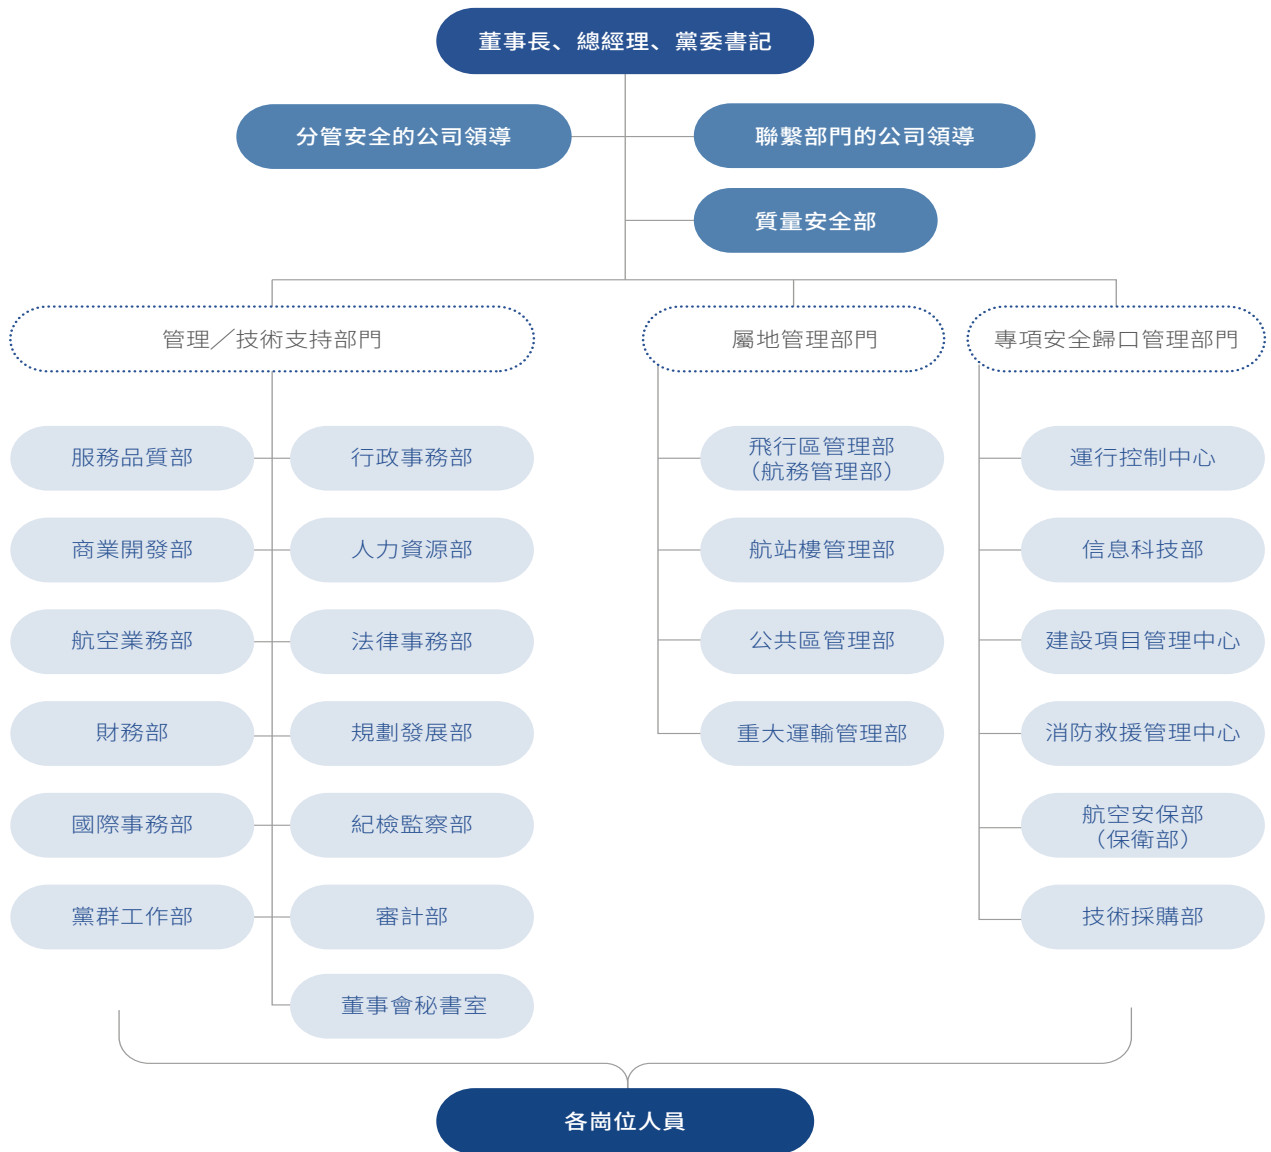 董事長、總經理、黨委書記
分管安全的公司領導
聯繫部門的公司領導
質量安全部
管理／技術支持部門
屬地管理部門
專項安全歸口管理部門
服務品質部
行政事務部
飛行區管理部
（航務管理部）
運行控制中心
商業開發部
人力資源部
航站樓管理部
信息科技部
航空業務部
法律事務部
公共區管理部
建設項目管理中心
財務部
規劃發展部
重大運輸管理部
消防救援管理中心
國際事務部
紀檢監察部
航空安保部
（保衛部）
黨群工作部
審計部
技術採購部
董事會秘書室
各崗位人員